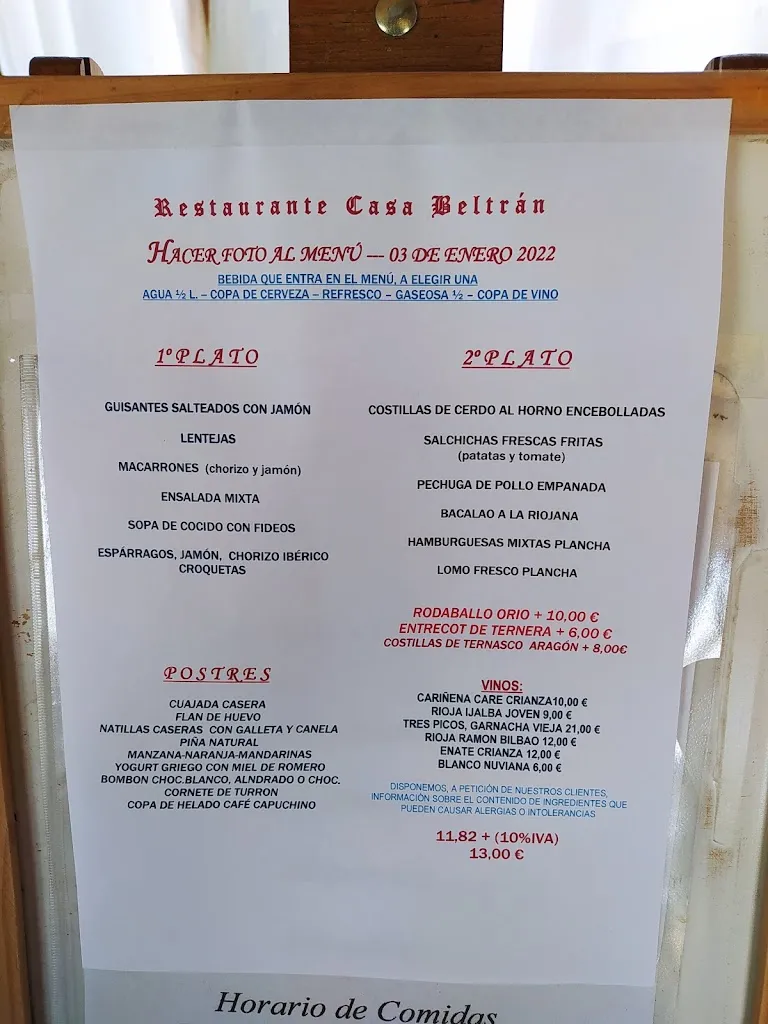 Restaurante Casa Beltrán
HACER FOTO AL MENÚ --- 03 DE ENERO 2022
BEBIDA QUE ENTRA EN EL MENÚ, A ELEGIR UNA
AGUA ½ L. – COPA DE CERVEZA – REFRESCO – GASEOSA ½ – COPA DE VINO
1º PLATO
GUISANTES SALTEADOS CON JAMÓN
LENTEJAS
MACARRONES (chorizo y jamón)
ENSALADA MIXTA
SOPA DE COCIDO CON FIDEOS
ESPÁRRAGOS, JAMÓN, CHORIZO IBÉRICO
CROQUETAS
2º PLATO
COSTILLAS DE CERDO AL HORNO ENCEBOLLADAS
SALCHICHAS FRESCAS FRITAS
(patatas y tomate)
PECHUGA DE POLLO EMPANADA
BACALAO A LA RIOJANA
HAMBURGUESAS MIXTAS PLANCHA
LOMO FRESCO PLANCHA
RODABALLO ORIO + 10,00 €
ENTRECOT DE TERNERA + 6,00 €
COSTILLAS DE TERNASCO ARAGÓN + 8,00€
POSTRES
CUAJADA CASERA
FLAN DE HUEVO
NATILLAS CASERAS CON GALLETA Y CANELA
PIÑA NATURAL
MANZANA-NARANJA-MANDARINAS
YOGURT GRIEGO CON MIEL DE ROMERO
BOMBON CHOC.BLANCO, ALNDRADO O CHOC.
CORNETE DE TURRON
COPA DE HELADO CAFÉ CAPUCHINO
VINOS:
CARIÑENA CARE CRIANZA10,00 €
RIOJA IJALBA JOVEN 9,00 €
TRES PICOS, GARNACHA VIEJA 21,00 €
RIOJA RAMON BILBAO 12,00 €
ENATE CRIANZA 12,00 €
BLANCO NUVIANA 6,00 €
DISPONEMOS, A PETICIÓN DE NUESTROS CLIENTES,
INFORMACIÓN SOBRE EL CONTENIDO DE INGREDIENTES QUE
PUEDEN CAUSAR ALERGIAS O INTOLERANCIAS
11,82 + (10%IVA)
13,00 €
Horario de Comidas